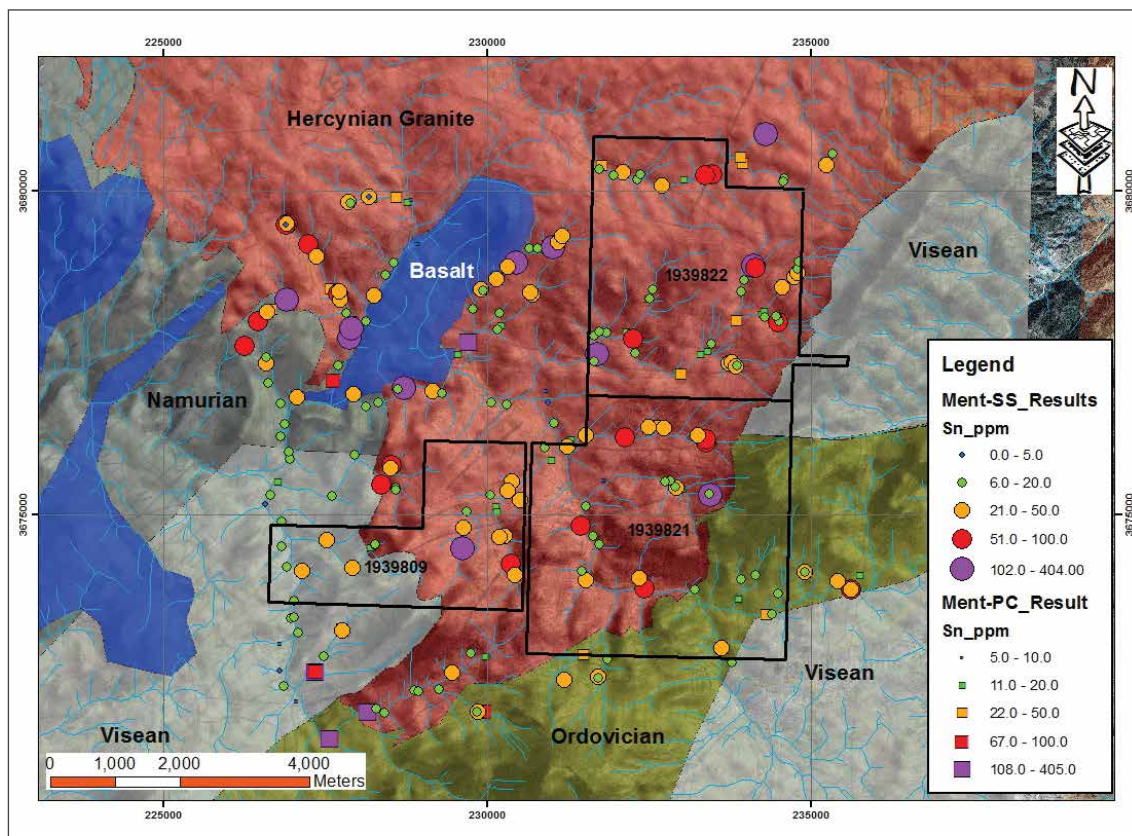 225000 230000 235000
N
Hercynian Granite
3680000 3680000
Visean
Basalt
1939822
Namurian
3675000 3675000
1939821
1939809
Visean
Ordovician
Visean
0 1,000 2,000 4,000
Meters
Legend
Ment-SS_Results
Sn_ppm
0.0 - 5.0
6.0 - 20.0
21.0 - 50.0
51.0 - 100.0
102.0 - 404.00
Ment-PC_Result
Sn_ppm
5.0 - 10.0
11.0 - 20.0
22.0 - 50.0
67.0 - 100.0
108.0 - 405.0
225000 230000 235000